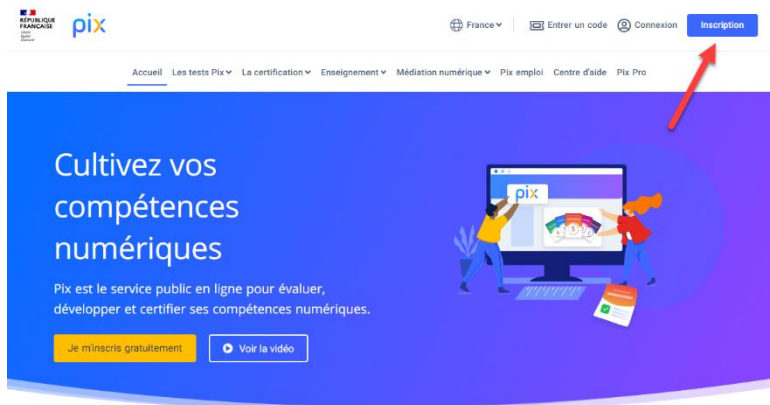 RÉPUBLIQUE
FRANÇAISE
pix
France
Entrer un code
Connexion
Inscription
Accueil Les tests Pix La certification Enseignement Médiation numérique Pix emploi Centre d'aide Pix Pro
Cultivez vos
compétences
numériques
Pix est le service public en ligne pour évaluer,
développer et certifier ses compétences numériques.
Je m'inscris gratuitement
Voir la vidéo
pix